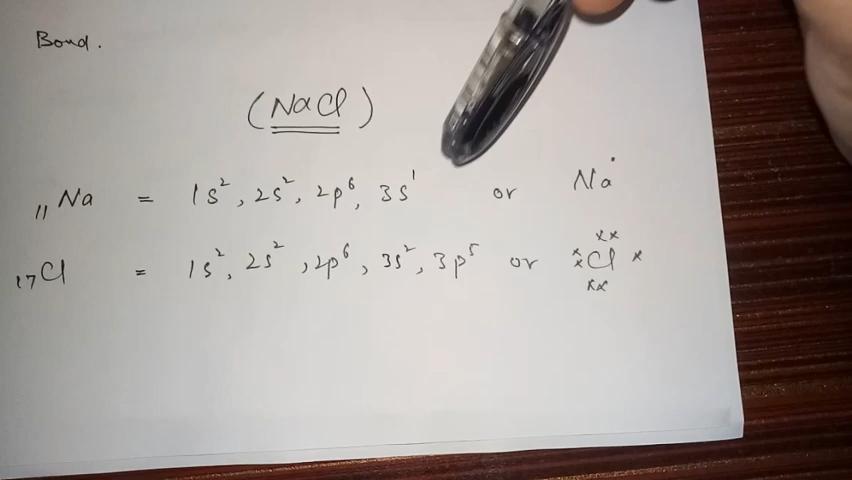 Bond.
(NaCl)
₁₁Na = 1s², 2s², 2p⁶, 3s¹ or Na•
₁₇Cl = 1s², 2s², 2p⁶, 3s², 3p⁵ or ××Cl× ×× ××